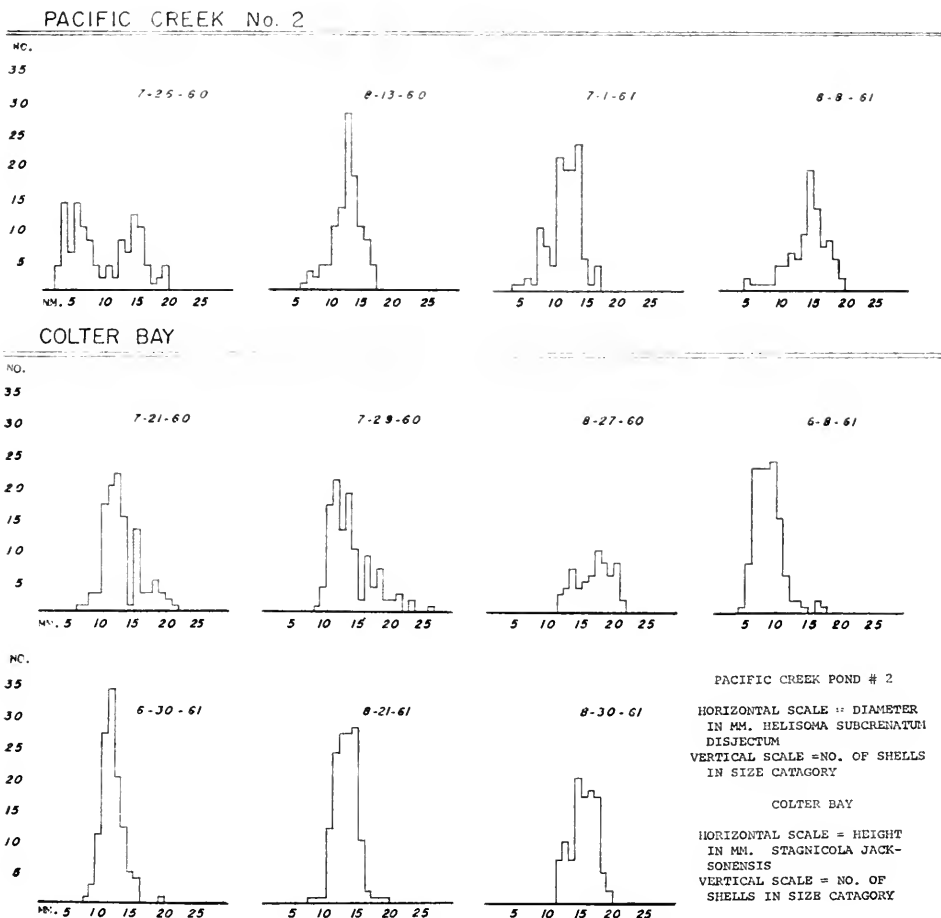 PACIFIC CREEK No. 2
NO.
35
30
25
20
15
10
5
7-25-60
8-13-60
7-1-61
8-8-61
MM. 5 10 15 20 25
5 10 15 20 25
5 10 15 20 25
5 10 15 20 25
COLTER BAY
NO.
35
30
25
20
15
10
5
7-21-60
7-29-60
8-27-60
6-8-61
MM. 5 10 15 20 25
5 10 15 20 25
5 10 15 20 25
5 10 15 20 25
NO.
35
30
25
20
15
10
5
6-30-61
8-21-61
8-30-61
MM. 5 10 15 20 25
5 10 15 20 25
5 10 15 20 25
PACIFIC CREEK POND # 2
HORIZONTAL SCALE = DIAMETER
IN MM. HELISOMA SUBCRENATUM
DISJECTUM
VERTICAL SCALE =NO. OF SHELLS
IN SIZE CATAGORY
COLTER BAY
HORIZONTAL SCALE = HEIGHT
IN MM. STAGNICOLA JACK-
SONENSIS
VERTICAL SCALE = NO. OF
SHELLS IN SIZE CATAGORY